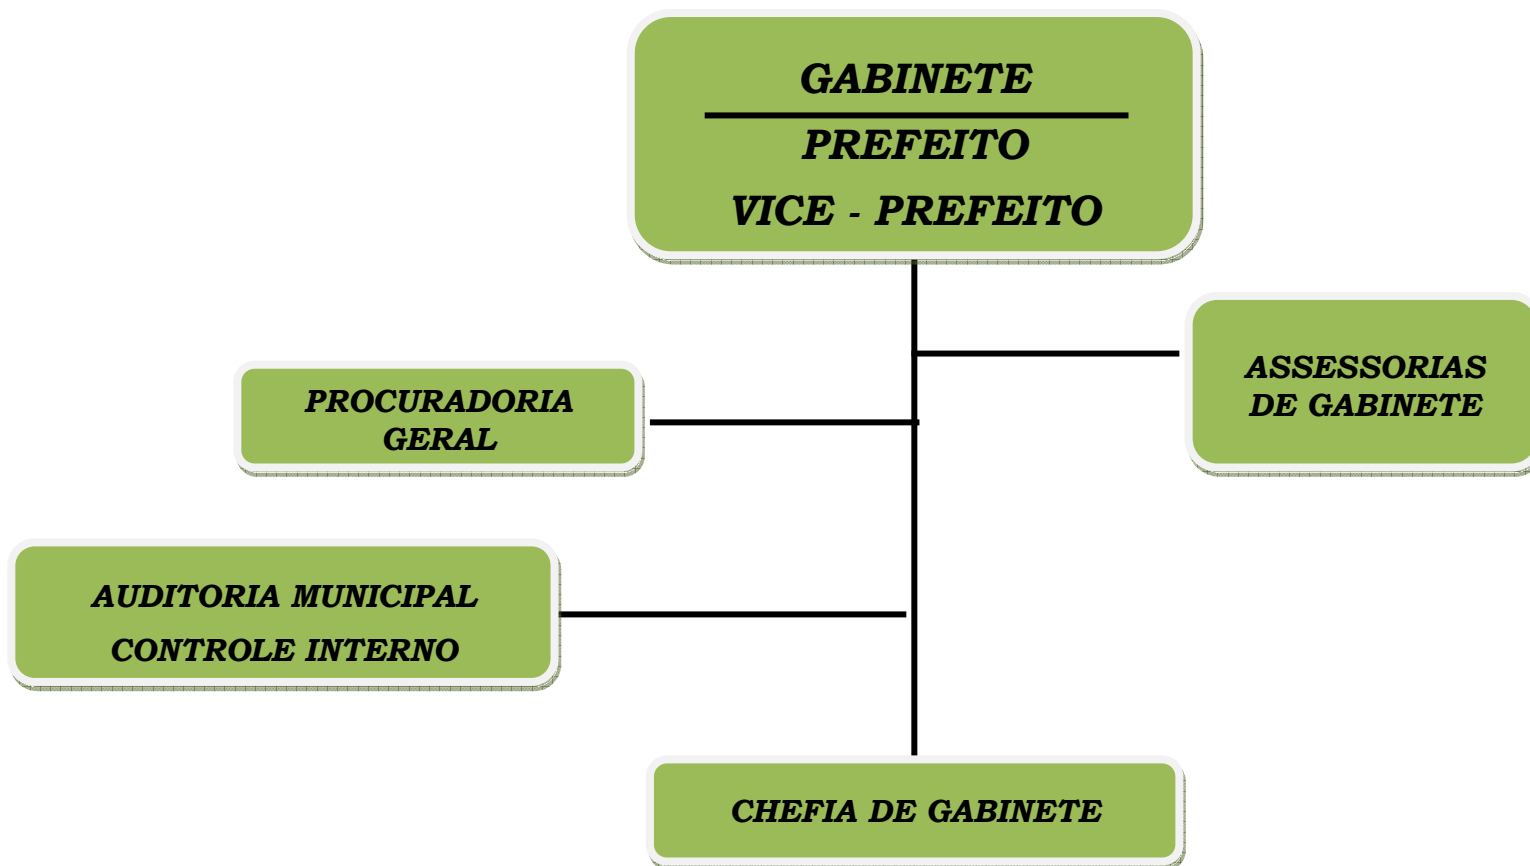 GABINETE
PREFEITO
VICE - PREFEITO
ASSESSORIAS
DE GABINETE
PROCURADORIA
GERAL
AUDITORIA MUNICIPAL
CONTROLE INTERNO
CHEFIA DE GABINETE